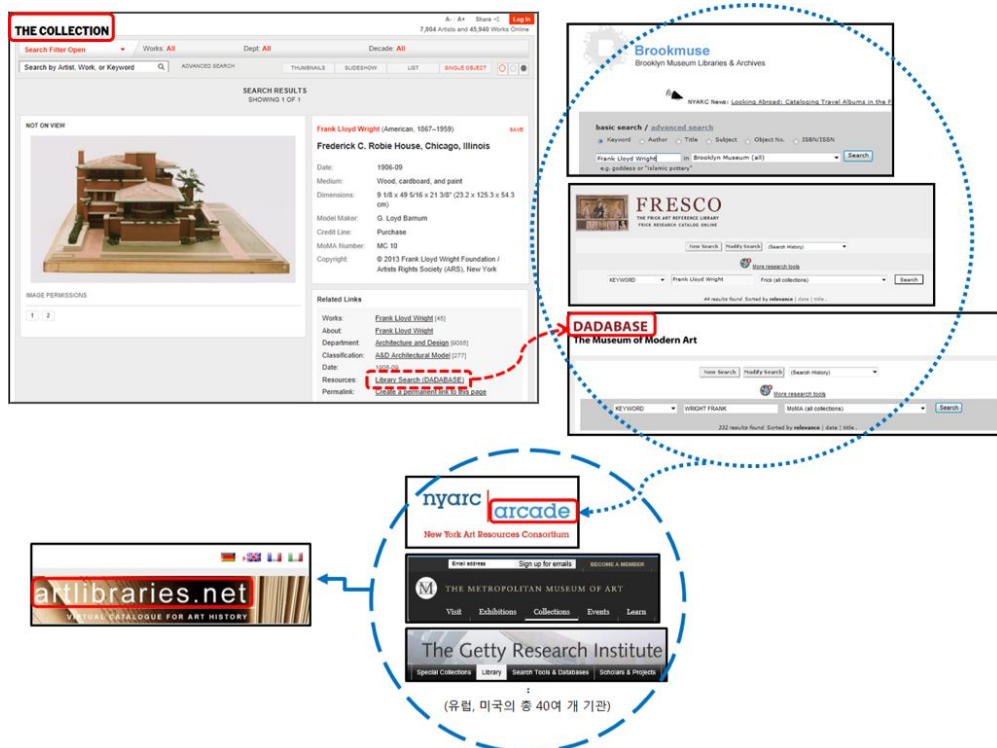 THE COLLECTION
A- A+ Share Log In
7,004 Artists and 45,940 Works Online
Search Filter Open Works: All Dept: All Decade: All
Search by Artist, Work, or Keyword ADVANCED SEARCH THUMBNAILS SLIDESHOW LIST SINGLE OBJECT
SEARCH RESULTS
SHOWING 1 OF 1
NOT ON VIEW
IMAGE PERMISSIONS
1 2
Frank Lloyd Wright (American, 1867–1959) SAVE
Frederick C. Robie House, Chicago, Illinois
Date: 1906-09
Medium: Wood, cardboard, and paint
Dimensions: 9 1/8 x 49 5/16 x 21 3/8" (23.2 x 125.3 x 54.3
cm)
Model Maker: G. Loyd Barnum
Credit Line: Purchase
MoMA Number: MC 10
Copyright: © 2013 Frank Lloyd Wright Foundation /
Artists Rights Society (ARS), New York
Related Links
Works: Frank Lloyd Wright [45]
About: Frank Lloyd Wright
Department: Architecture and Design [9088]
Classification: A&D Architectural Model [277]
Date: 1906-09
Resources: Library Search (DADABASE)
Permalink: Create a permanent link to this page
Brookmuse
Brooklyn Museum Libraries & Archives
NYARC News: Looking Abroad: Cataloging Travel Albums in the F
basic search / advanced search
Keyword Author Title Subject Object No. ISBN/ISSN
Frank Lloyd Wright in Brooklyn Museum (all) Search
e.g. goddess or "islamic pottery"
FRESCO
THE FRICK ART REFERENCE LIBRARY
FRICK RESEARCH CATALOG ONLINE
New Search Modify Search (Search History)
More research tools
KEYWORD Frank Lloyd Wright Frick (all collections) Search
results found. Sorted by relevance | date | title .
DADABASE
The Museum of Modern Art
New Search Modify Search (Search History)
More research tools
KEYWORD WRIGHT FRANK MoMA (all collections) Search
232 results found. Sorted by relevance | date | title .
nyarc arcade
New York Art Resources Consortium
Email address Sign up for emails BECOME A MEMBER
M THE METROPOLITAN MUSEUM OF ART
Visit Exhibitions Collections Events Learn
The Getty Research Institute
Special Collections Library Search Tools & Databases Scholars & Projects
:
(유럽, 미국의 총 40여 개 기관)
artlibraries.net
VIRTUAL CATALOGUE FOR ART HISTORY